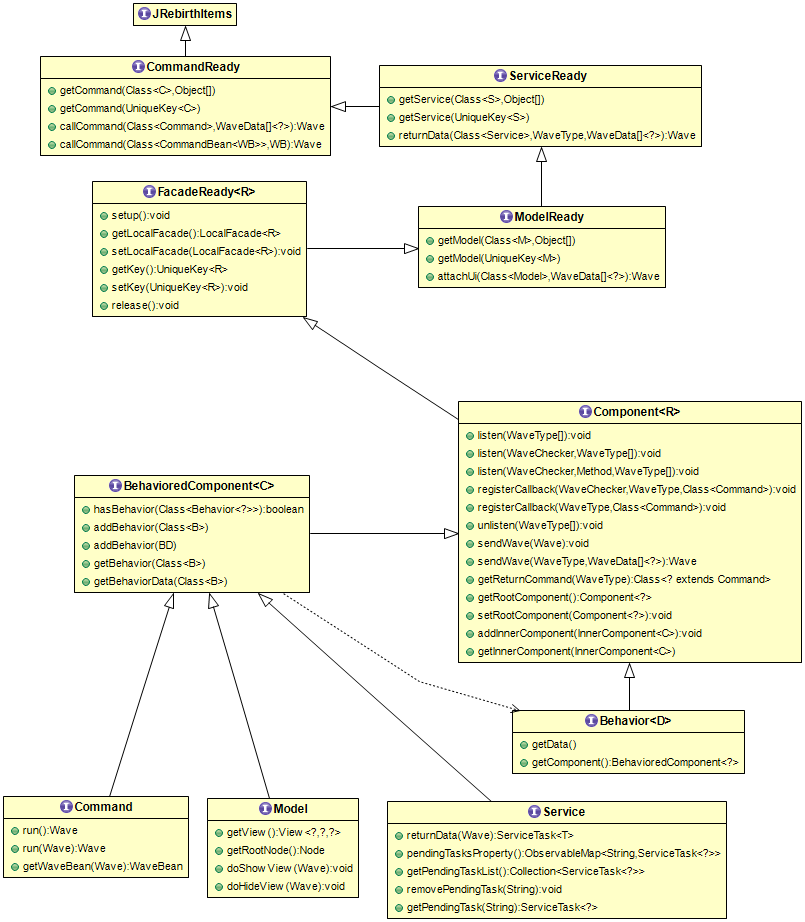 JRebirthItems
CommandReady
getCommand(Class<C>,Object[])
getCommand(UniqueKey<C>)
callCommand(Class<Command>,WaveData[]<?>):Wave
callCommand(Class<CommandBean<WB>>,WB):Wave
ServiceReady
getService(Class<S>,Object[])
getService(UniqueKey<S>)
returnData(Class<Service>,WaveType,WaveData[]<?>):Wave
FacadeReady<R>
setup():void
getLocalFacade():LocalFacade<R>
setLocalFacade(LocalFacade<R>):void
getKey():UniqueKey<R>
setKey(UniqueKey<R>):void
release():void
ModelReady
getModel(Class<M>,Object[])
getModel(UniqueKey<M>)
attachUi(Class<Model>,WaveData[]<?>):Wave
Component<R>
listen(WaveType[]):void
listen(WaveChecker,WaveType[]):void
listen(WaveChecker,Method,WaveType[]):void
registerCallback(WaveChecker,WaveType,Class<Command>):void
registerCallback(WaveType,Class<Command>):void
unlisten(WaveType[]):void
sendWave(Wave):void
sendWave(WaveType,WaveData[]<?>):Wave
getReturnCommand(WaveType):Class<? extends Command>
getRootComponent():Component<?>
setRootComponent(Component<?>):void
addInnerComponent(InnerComponent<C>):void
getInnerComponent(InnerComponent<C>)
BehavioredComponent<C>
hasBehavior(Class<Behavior<?>>):boolean
addBehavior(Class<B>)
addBehavior(BD)
getBehavior(Class<B>)
getBehaviorData(Class<B>)
Behavior<D>
getData()
getComponent():BehavioredComponent<?>
Command
run():Wave
run(Wave):Wave
getWaveBean(Wave):WaveBean
Model
getView():View<?,?,?>
getRootNode():Node
doShowView(Wave):void
doHideView(Wave):void
Service
returnData(Wave):ServiceTask<T>
pendingTasksProperty():ObservableMap<String,ServiceTask<?>>
getPendingTaskList():Collection<ServiceTask<?>>
removePendingTask(String):void
getPendingTask(String):ServiceTask<?>